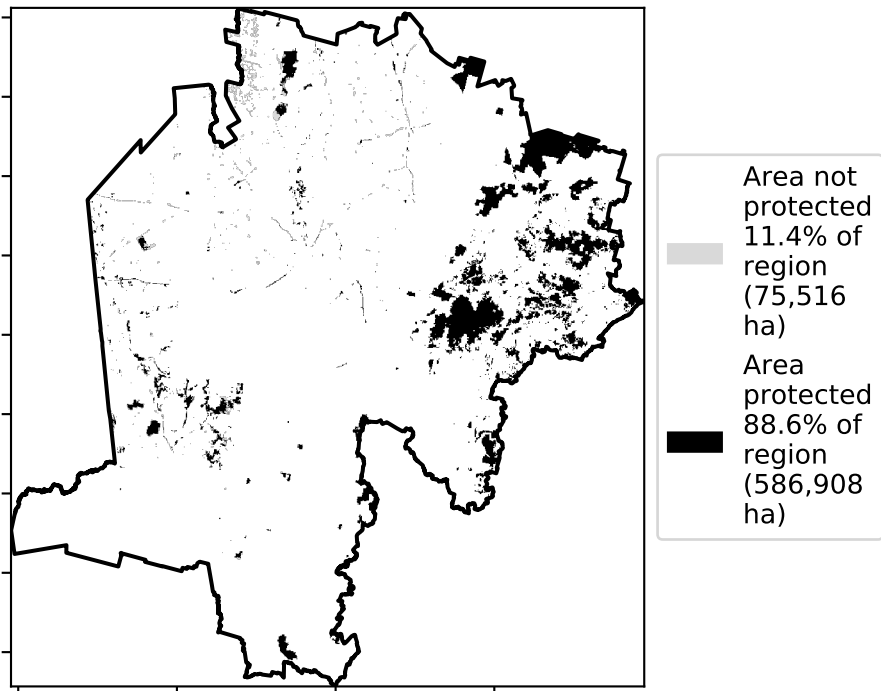 Area not
protected
11.4% of
region
(75,516
ha)
Area
protected
88.6% of
region
(586,908
ha)